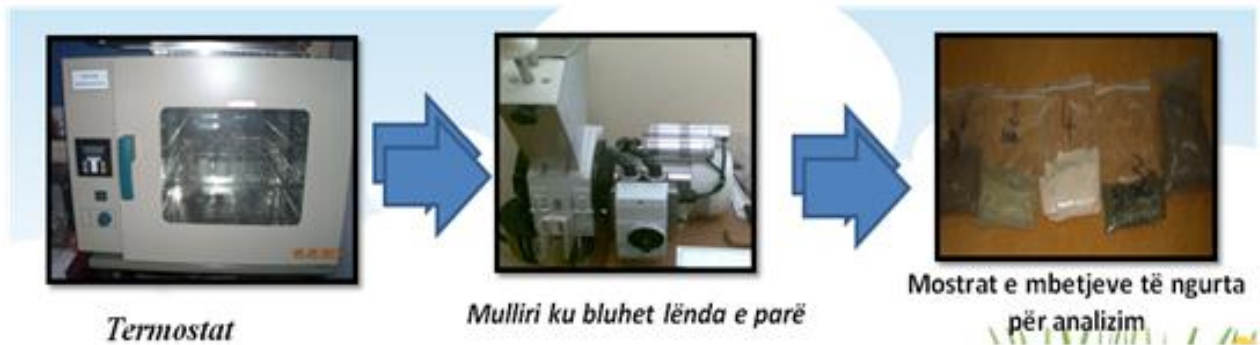 Termostat
Mulliri ku bluhet lënda e parë
Mostrat e mbetjeve të ngurta
për analizim